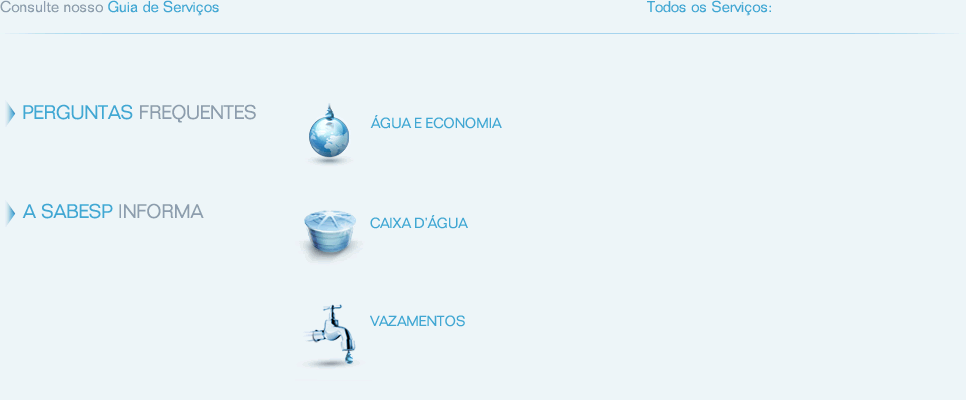 Consulte nosso Guia de Serviços
Todos os Serviços:
PERGUNTAS FREQUENTES
ÁGUA E ECONOMIA
A SABESP INFORMA
CAIXA D'ÁGUA
VAZAMENTOS